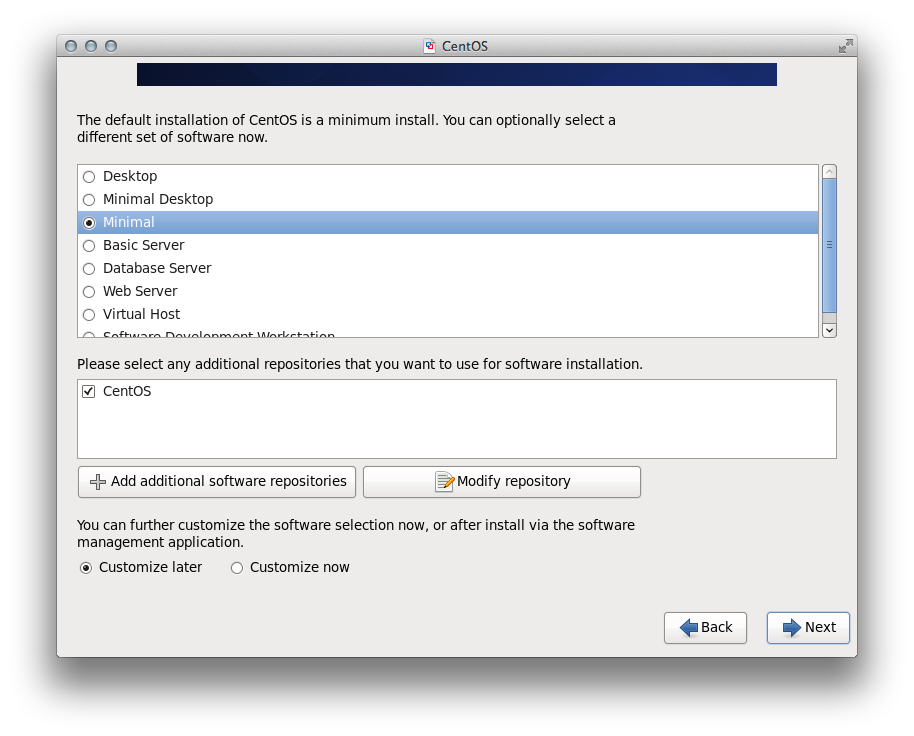 CentOS
The default installation of CentOS is a minimum install. You can optionally select a
different set of software now.
Desktop
Minimal Desktop
Minimal
Basic Server
Database Server
Web Server
Virtual Host
Software Development Workstation
Please select any additional repositories that you want to use for software installation.
CentOS
Add additional software repositories
Modify repository
You can further customize the software selection now, or after install via the software
management application.
Customize later
Customize now
Back
Next